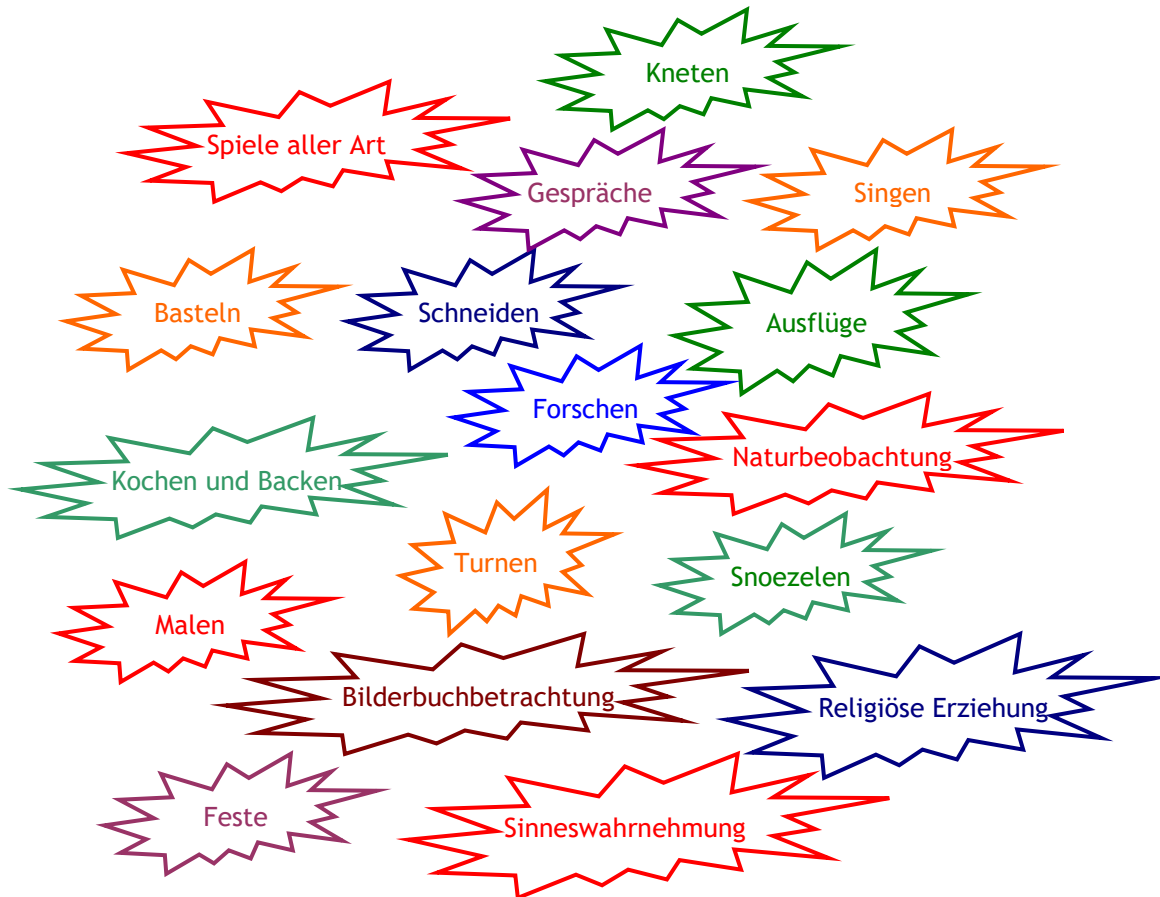 Kneten
Spiele aller Art
Gespräche
Singen
Basteln
Schneiden
Ausflüge
Forschen
Naturbeobachtung
Kochen und Backen
Turnen
Snoezelen
Malen
Bilderbuchbetrachtung
Religiöse Erziehung
Feste
Sinneswahrnehmung